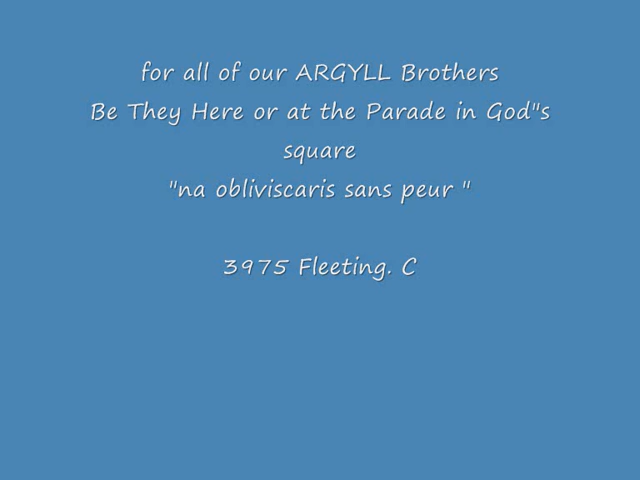 for all of our ARGYLL Brothers
Be They Here or at the Parade in God"s
square
"na obliviscaris sans peur "
3975 Fleeting. C